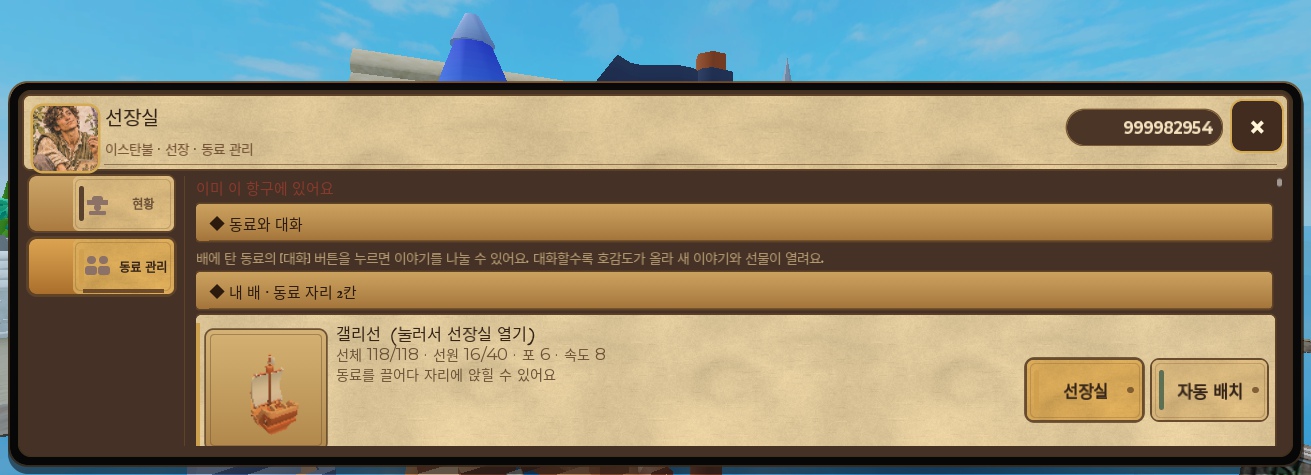 선장실
이스탄불 · 선장 · 동료 관리
999982954
현황
동료 관리
이미 이 항구에 있어요
◆ 동료와 대화
배에 탄 동료의 [대화] 버튼을 누르면 이야기를 나눌 수 있어요. 대화할수록 호감도가 올라 새 이야기와 선물이 열려요.
◆ 내 배 · 동료 자리 2칸
갤리선 (눌러서 선장실 열기)
선체 118/118 · 선원 16/40 · 포 6 · 속도 8
동료를 끌어다 자리에 앉힐 수 있어요
선장실
자동 배치